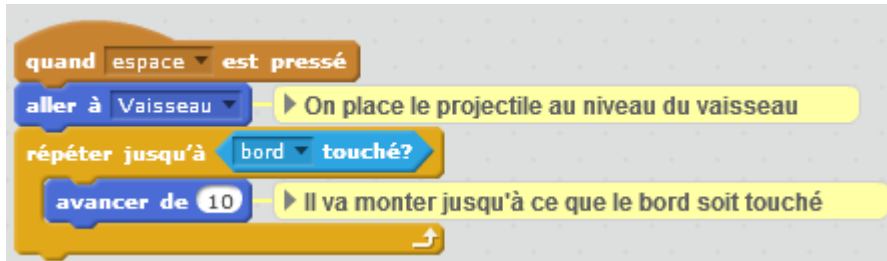 quand espace est pressé
aller à Vaisseau On place le projectile au niveau du vaisseau
répéter jusqu'à bord touché?
avancer de 10 Il va monter jusqu'à ce que le bord soit touché